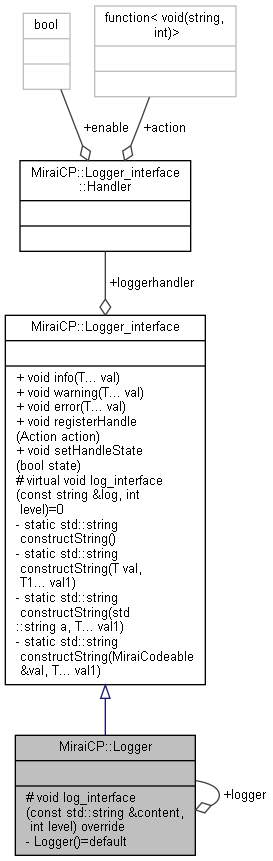 bool
function< void(string,
int)>
+enable
+action
MiraiCP::Logger_interface
::Handler
+loggerhandler
MiraiCP::Logger_interface
+ void info(T... val)
+ void warning(T... val)
+ void error(T... val)
+ void registerHandle
(Action action)
+ void setHandleState
(bool state)
# virtual void log_interface
(const string &log, int
level)=0
- static std::string
constructString()
- static std::string
constructString(T val,
T1... val1)
- static std::string
constructString(std
::string a, T... val1)
- static std::string
constructString(MiraiCodeable
&val, T... val1)
MiraiCP::Logger
# void log_interface
(const std::string &content,
int level) override
- Logger()=default
+logger